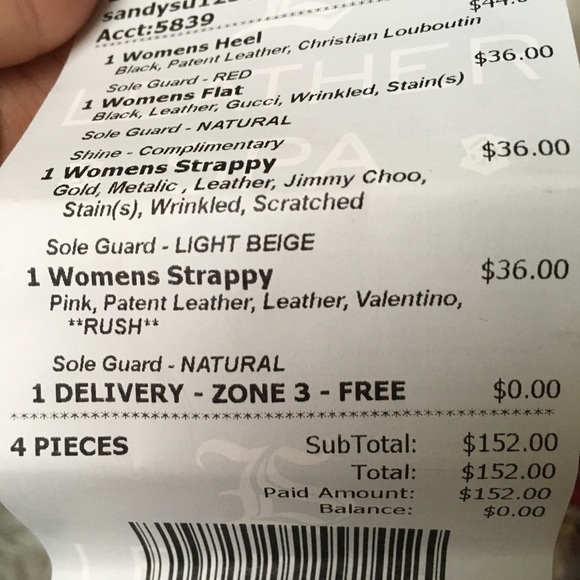 Acct:5839
1 Womens Heel
Black, Patent Leather, Christian Louboutin
Sole Guard - RED
1 Womens Flat $36.00
Black, Leather, Gucci, Wrinkled, Stain(s)
Sole Guard - NATURAL
Shine - Complimentary
1 Womens Strappy $36.00
Gold, Metalic , Leather, Jimmy Choo,
Stain(s), Wrinkled, Scratched
Sole Guard - LIGHT BEIGE
1 Womens Strappy $36.00
Pink, Patent Leather, Leather, Valentino,
**RUSH**
Sole Guard - NATURAL
1 DELIVERY - ZONE 3 - FREE $0.00
4 PIECES SubTotal: $152.00
Total: $152.00
Paid Amount: $152.00
Balance: $0.00